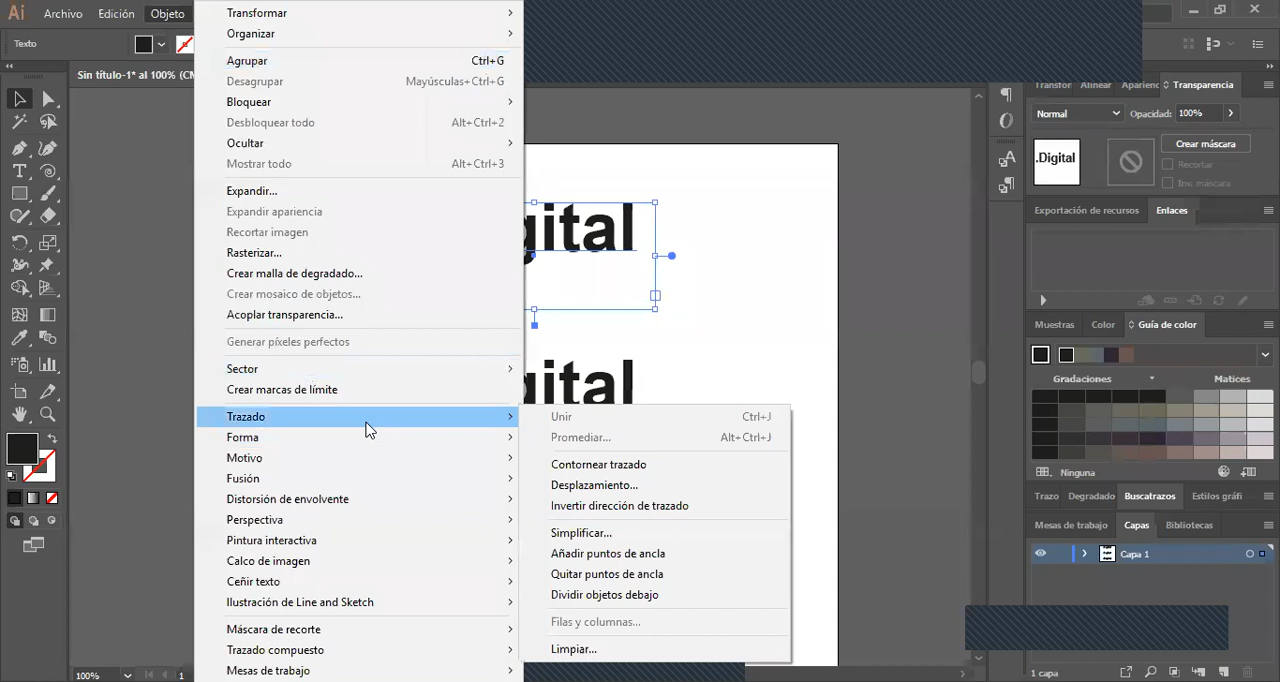 Ai Archivo Edición Objeto
Texto
Sin título-1* al 100% (CM
Transformar
Organizar
Agrupar Ctrl+G
Desagrupar Mayúsculas+Ctrl+G
Bloquear
Desbloquear todo Alt+Ctrl+2
Ocultar
Mostrar todo Alt+Ctrl+3
Expandir...
Expandir apariencia
Recortar imagen
Rasterizar...
Crear malla de degradado...
Crear mosaico de objetos...
Acoplar transparencia...
Generar píxeles perfectos
Sector
Crear marcas de límite
Trazado
Forma
Motivo
Fusión
Distorsión de envolvente
Perspectiva
Pintura interactiva
Calco de imagen
Ceñir texto
Ilustración de Line and Sketch
Máscara de recorte
Trazado compuesto
Mesas de trabajo
Unir Ctrl+J
Promediar... Alt+Ctrl+J
Contornear trazado
Desplazamiento...
Invertir dirección de trazado
Simplificar...
Añadir puntos de ancla
Quitar puntos de ancla
Dividir objetos debajo
Filas y columnas...
Limpiar...
gital
gital
Transfor Alinear Aparienc Transparencia
Normal Opacidad: 100%
.Digital
Crear máscara
Recortar
Inv. máscara
Exportación de recursos Enlaces
Muestras Color Guía de color
Gradaciones Matices
Ninguna
Trazo Degradado Buscatrazos Estilos gráfi
Mesas de trabajo Capas Bibliotecas
Capa 1
1 capa
100% 1